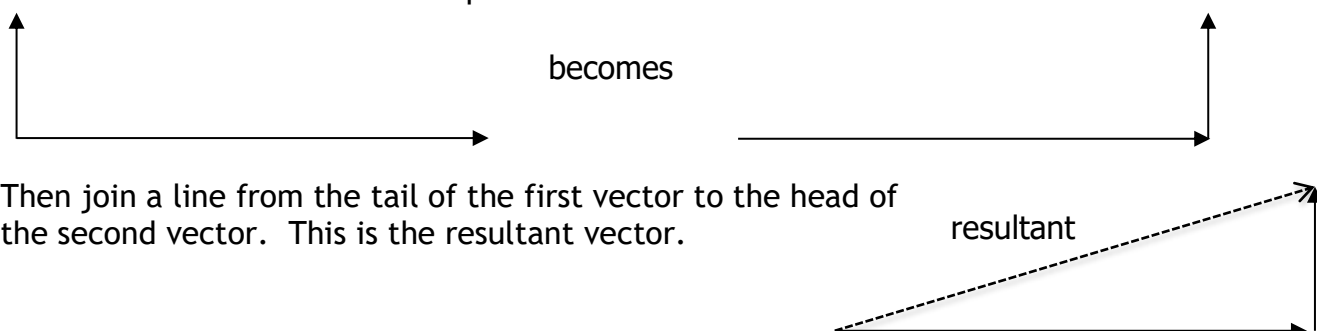 becomes
Then join a line from the tail of the first vector to the head of
the second vector.  This is the resultant vector.
resultant